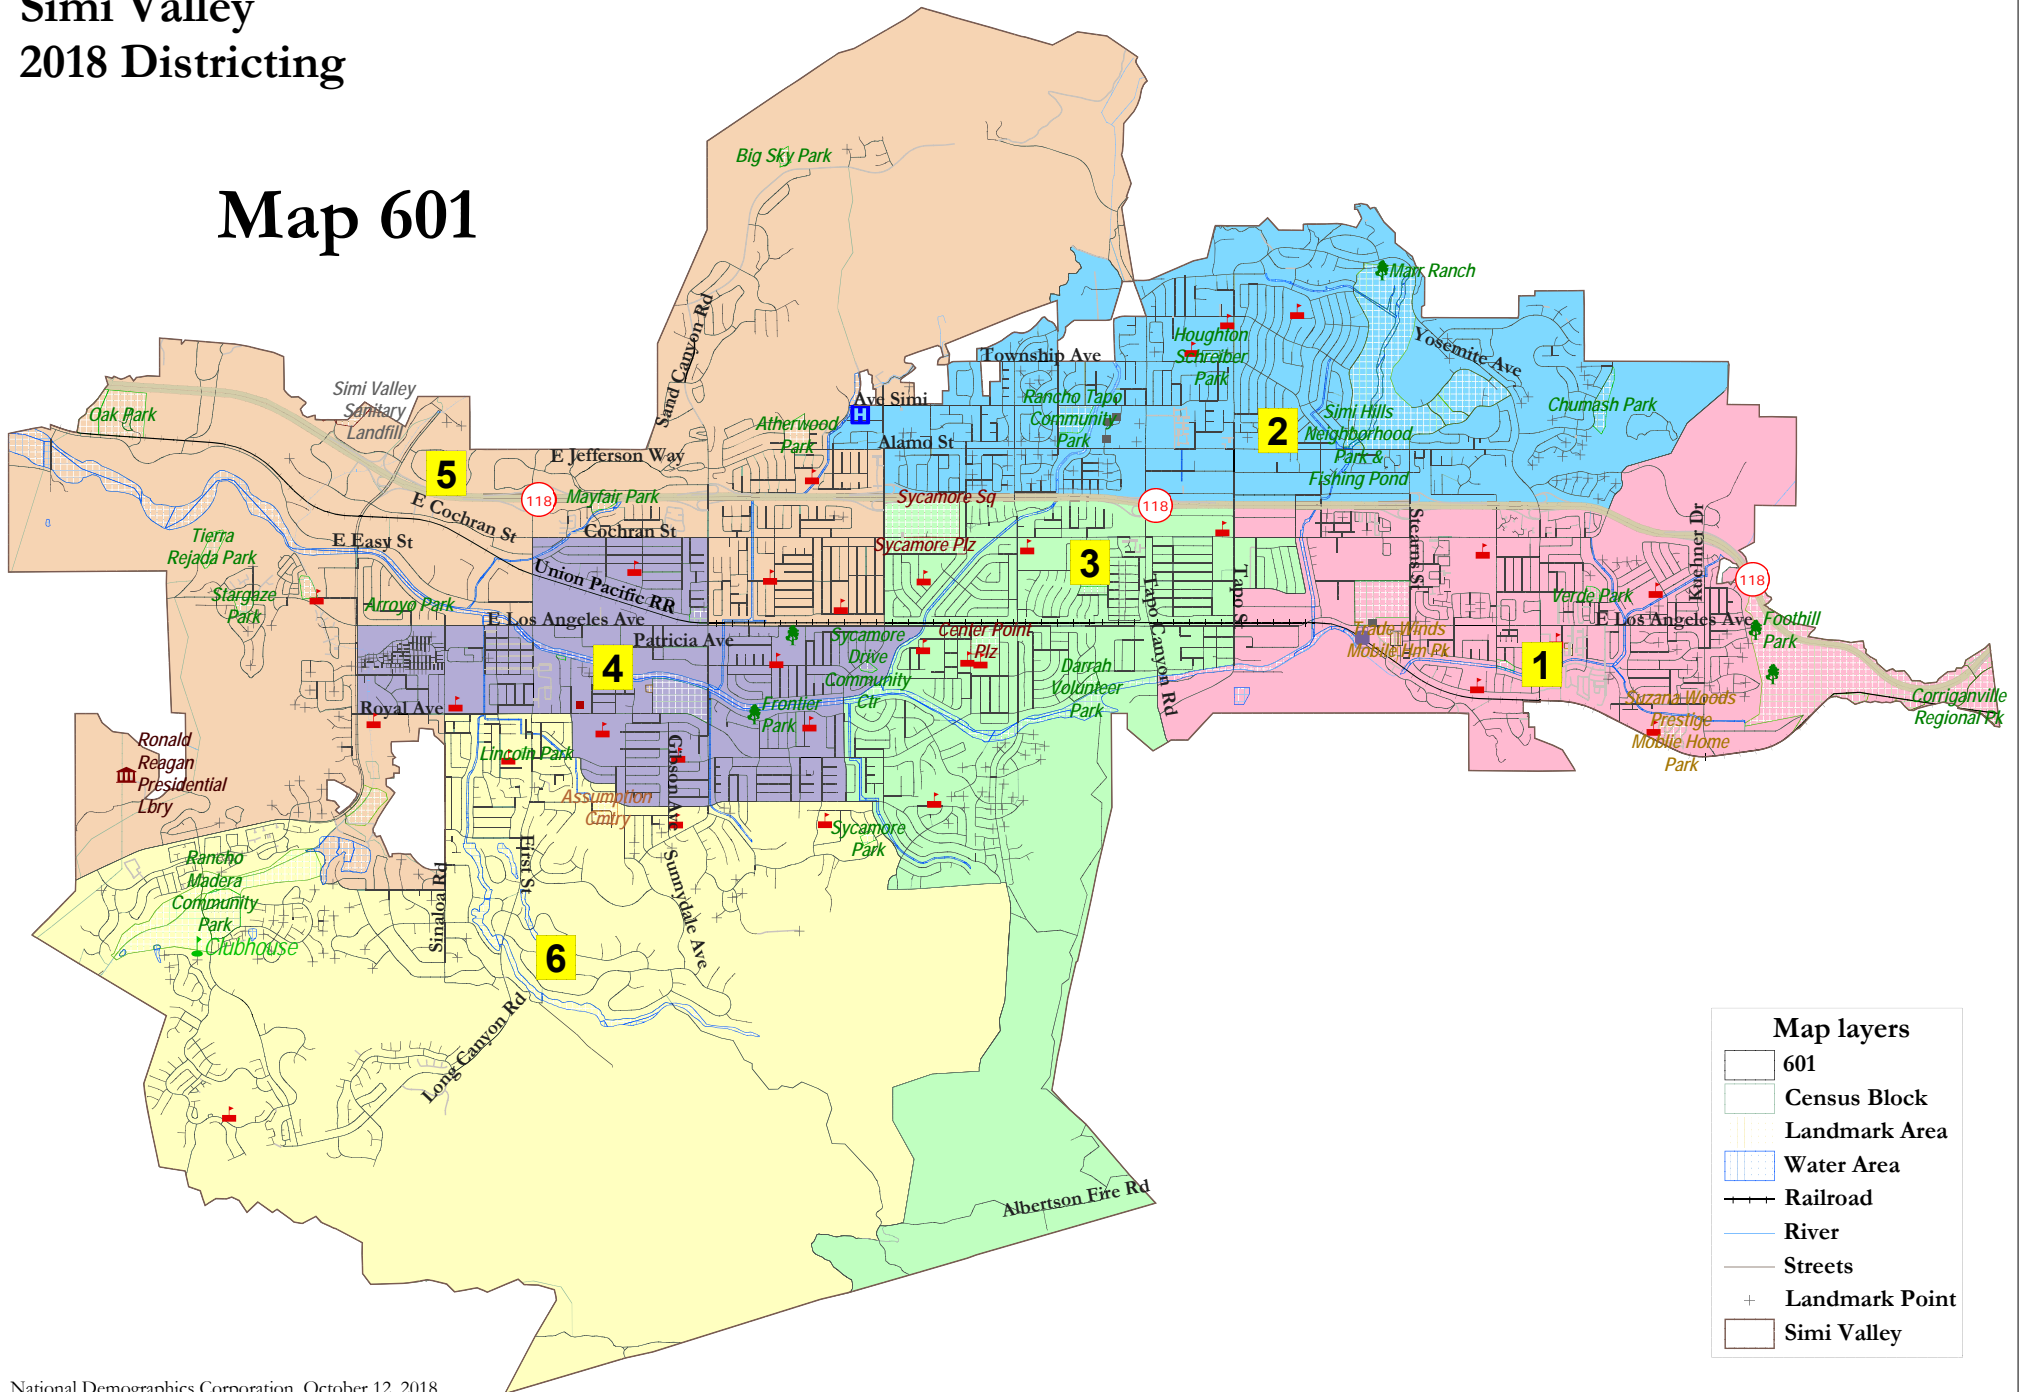 Simi Valley
2018 Districting
Map 601
Big Sky Park
Marr Ranch
Sand Canyon Rd
Houghton
Schreiber
Park
Yosemite Ave
Township Ave
Simi Valley
Sanitary
Landfill
Oak Park
Ave Simi
H
Rancho Tapo
Community
Park
Chumash Park
Atherwood
Park
2
Simi Hills
Neighborhood
Park &
Fishing Pond
Alamo St
E Jefferson Way
5
118
Mayfair Park
Sycamore Sq
118
E Cochran St
Cochran St
Stearns St
Kuehner Dr
Tierra
Rejada Park
E Easy St
Sycamore Plz
3
Union Pacific RR
Tapo St
Tapo Canyon Rd
118
Stargaze
Park
Arroyo Park
Verde Park
E Los Angeles Ave
E Los Angeles Ave
Foothill
Park
Patricia Ave
Sycamore
Drive
Community
Ctr
Center Point
Plz
Trade Winds
Mobile Hm Pk
4
Darrah
Volunteer
Park
1
Royal Ave
Frontier
Park
Suzana Woods
Prestige
Moblie Home
Park
Corriganville
Regional Pk
Ronald
Reagan
Presidential
Lbry
Lincoln Park
Gibson Ave
Assumption
Cmtry
Sycamore
Park
Rancho
Madera
Community
Park
Clubhouse
Sinaloa Rd
First St
Sunnydale Ave
6
Long Canyon Rd
Albertson Fire Rd
Map layers
601
Census Block
Landmark Area
Water Area
Railroad
River
Streets
Landmark Point
Simi Valley
National Demographics Corporation, October 12, 2018